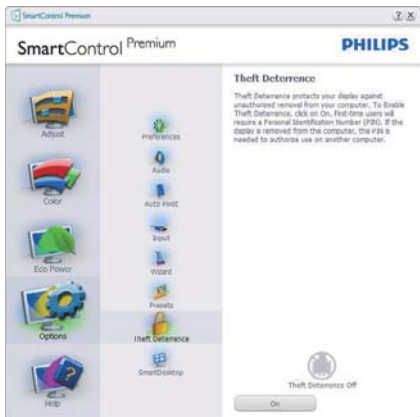 SmartControl Premium
SmartControl Premium
PHILIPS
Adjust
Color
Eco Power
Options
Help
Preferences
Audio
Auto Pivot
Input
Wizard
Presets
Theft Deterrence
SmartDesktop
Theft Deterrence
Theft Deterrence protects your display against
unauthorized removal from your computer. To Enable
Theft Deterrence, click on On, First-time users will
require a Personal Identification Number (PIN). If the
display is removed from the computer, the PIN is
needed to authorize use on another computer.
Theft Deterrence Off
On